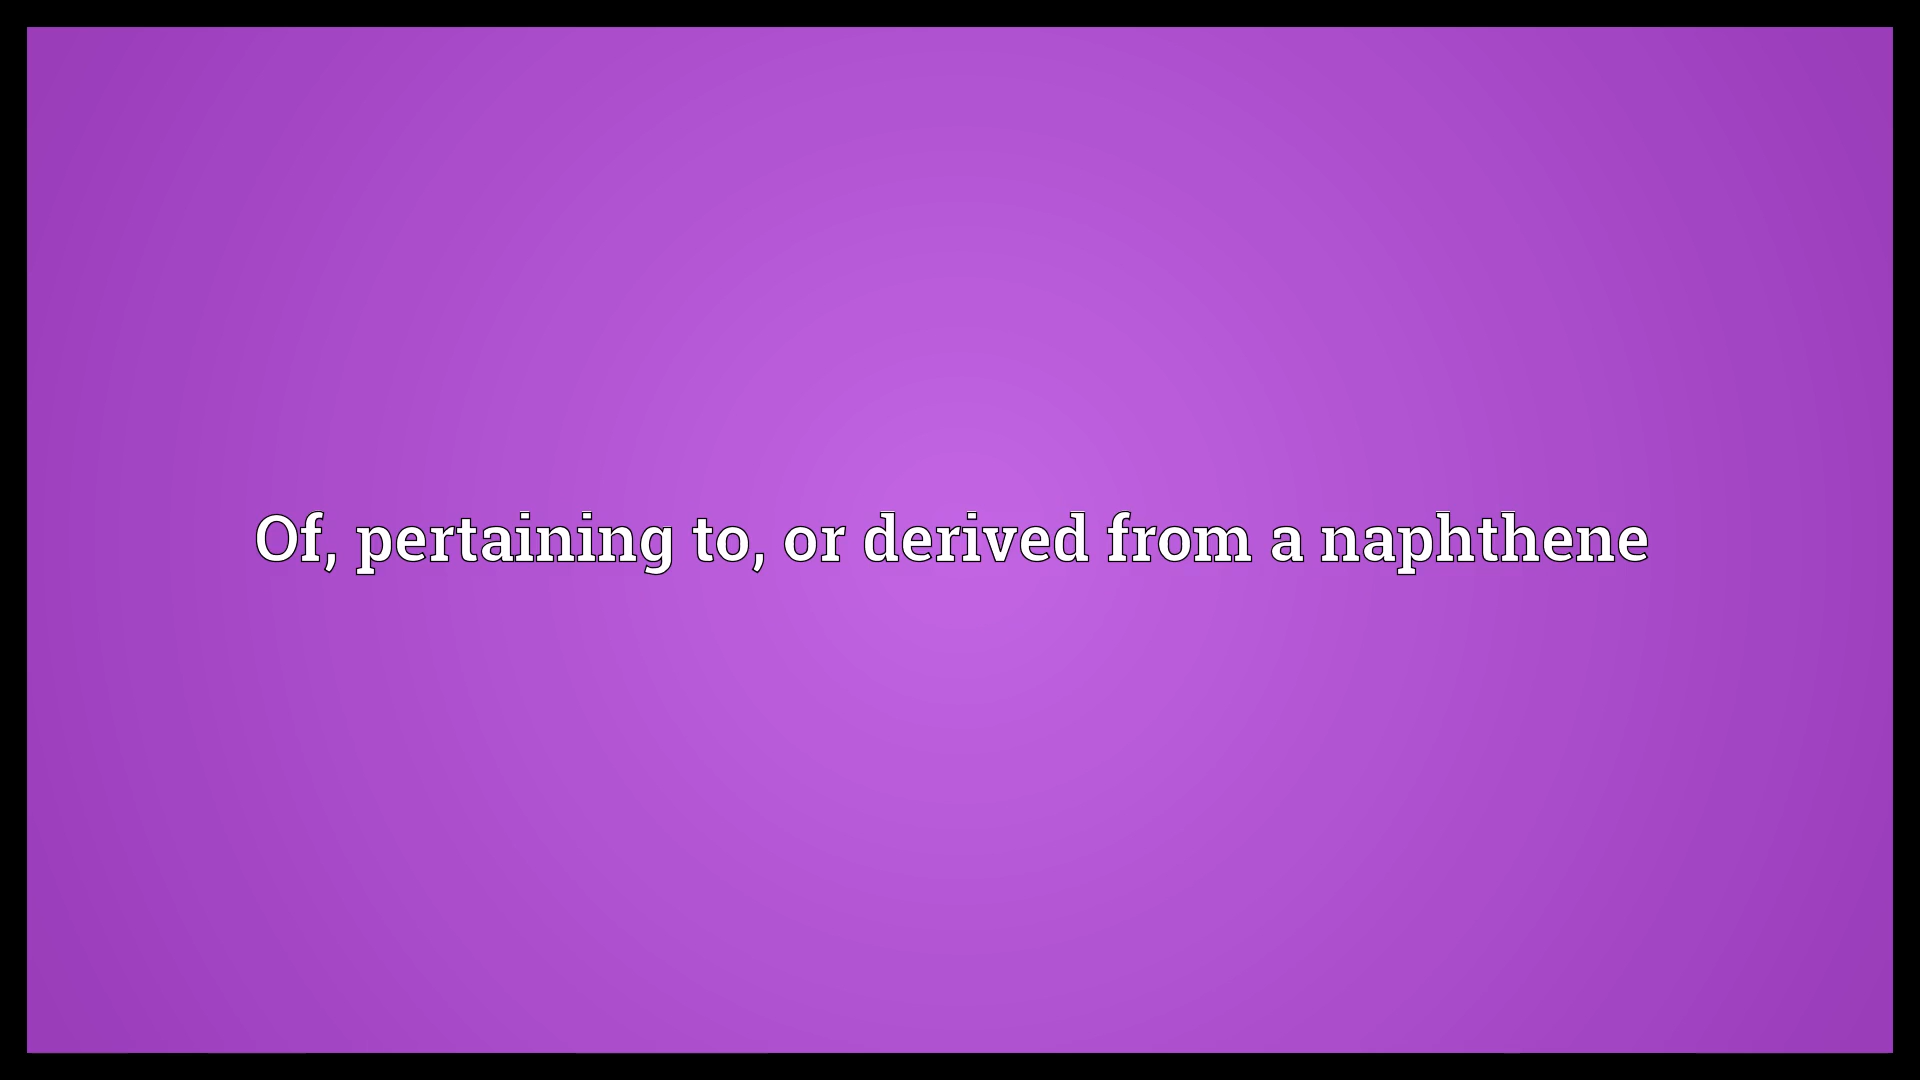 Of, pertaining to, or derived from a naphthene